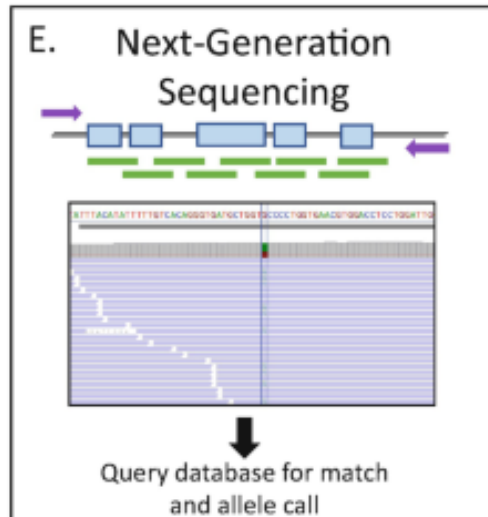 E. Next-Generation
Sequencing
Query database for match
and allele call